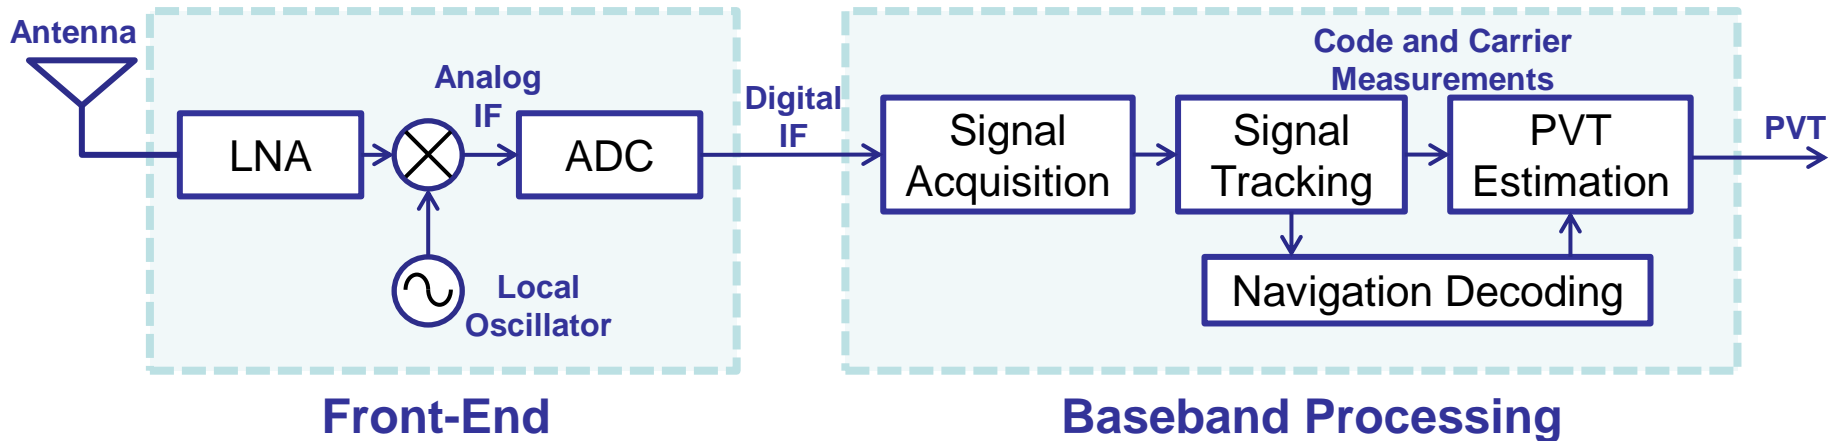 Antenna
LNA
Analog
IF
ADC
Local
Oscillator
Front-End
Digital
IF
Code and Carrier
Measurements
Signal
Acquisition
Signal
Tracking
PVT
Estimation
Navigation Decoding
PVT
Baseband Processing